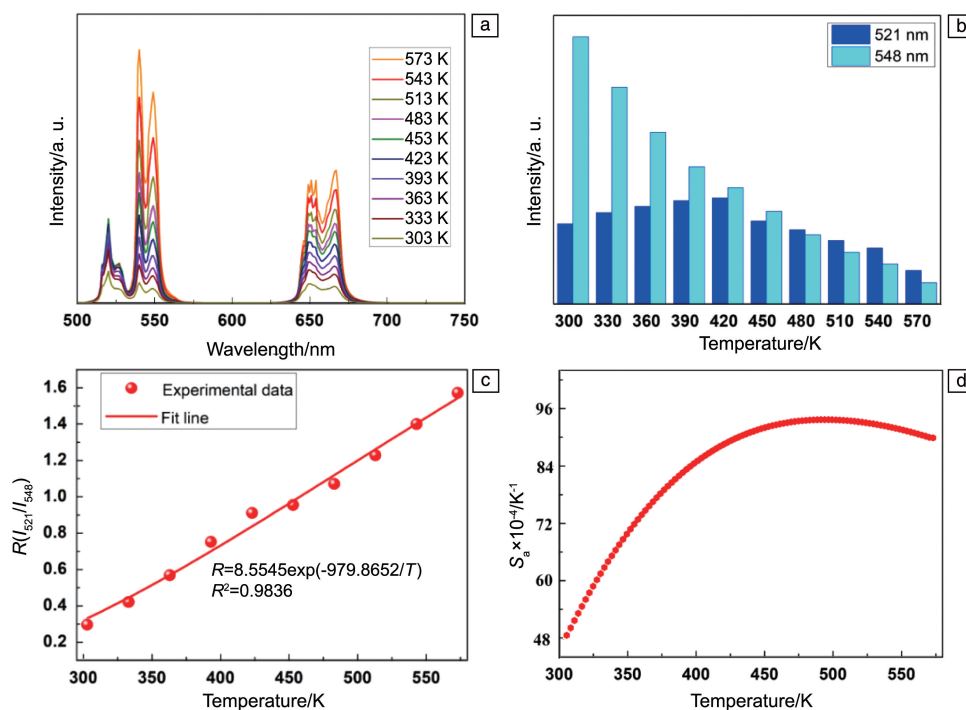 a
573 K
543 K
513 K
483 K
453 K
423 K
393 K
363 K
333 K
303 K
Intensity/a. u.
500 550 600 650 700 750
Wavelength/nm
b
521 nm
548 nm
Intensity/a. u.
300 330 360 390 420 450 480 510 540 570
Temperature/K
c
Experimental data
Fit line
R(I521/I548)
1.6
1.4
1.2
1.0
0.8
0.6
0.4
0.2
R=8.5545exp(-979.8652/T)
R²=0.9836
300 350 400 450 500 550
Temperature/K
d
Sa×10⁻⁴/K⁻¹
96
84
72
60
48
300 350 400 450 500 550
Temperature/K